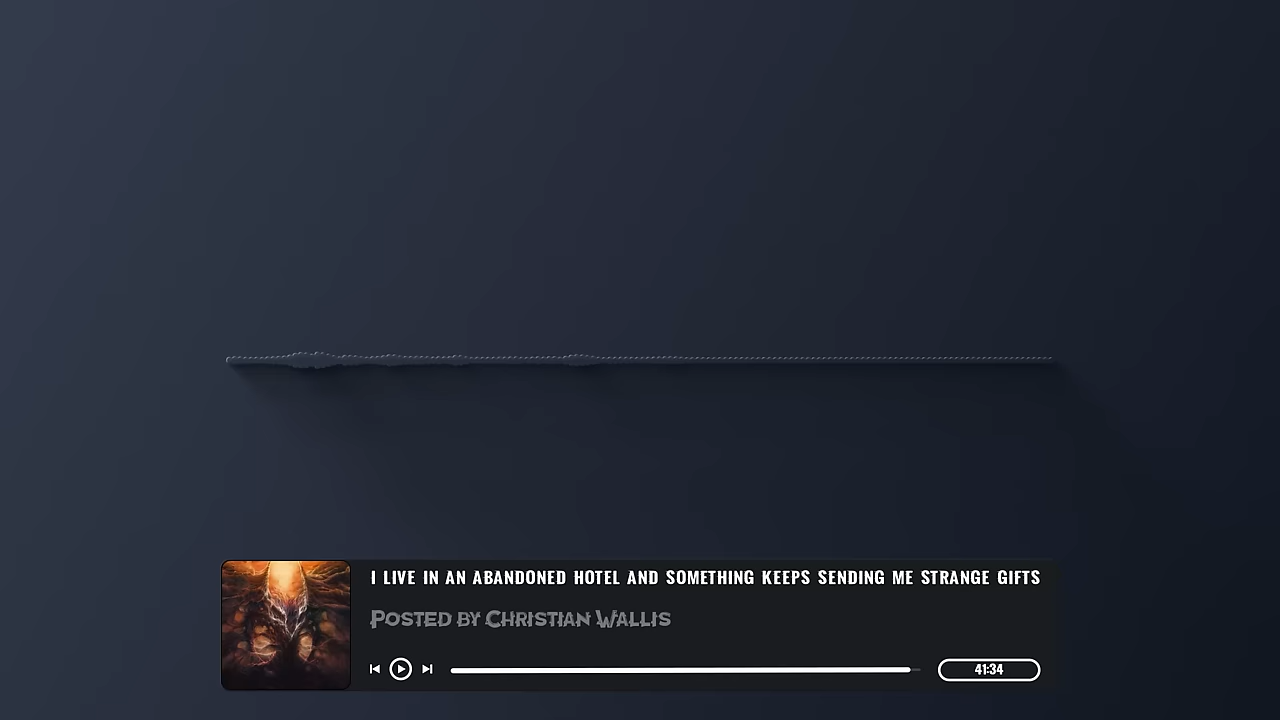 I LIVE IN AN ABANDONED HOTEL AND SOMETHING KEEPS SENDING ME STRANGE GIFTS
POSTED BY CHRISTIAN WALLIS
41:34